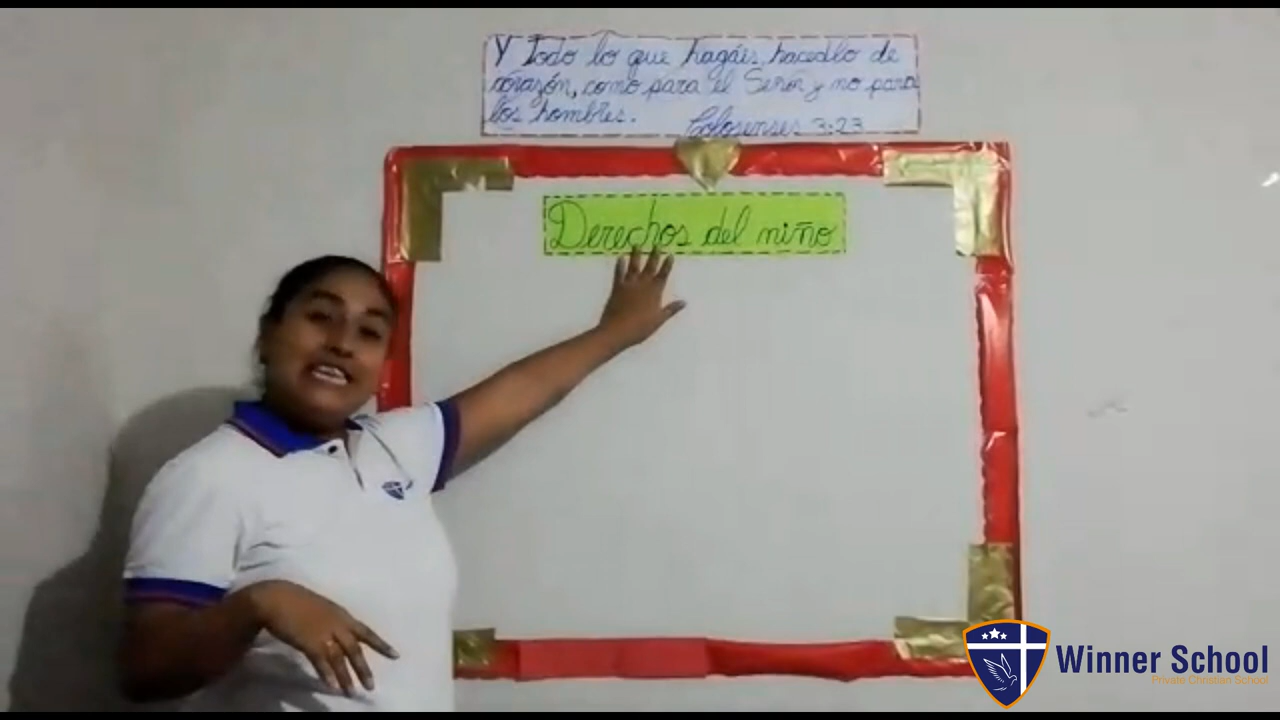 Y Todo lo que hagáis, hacedlo de
corazón, como para el Señor y no para
los hombres. Colosenses 3:23
Derechos del niño
Winner School
Private Christian School